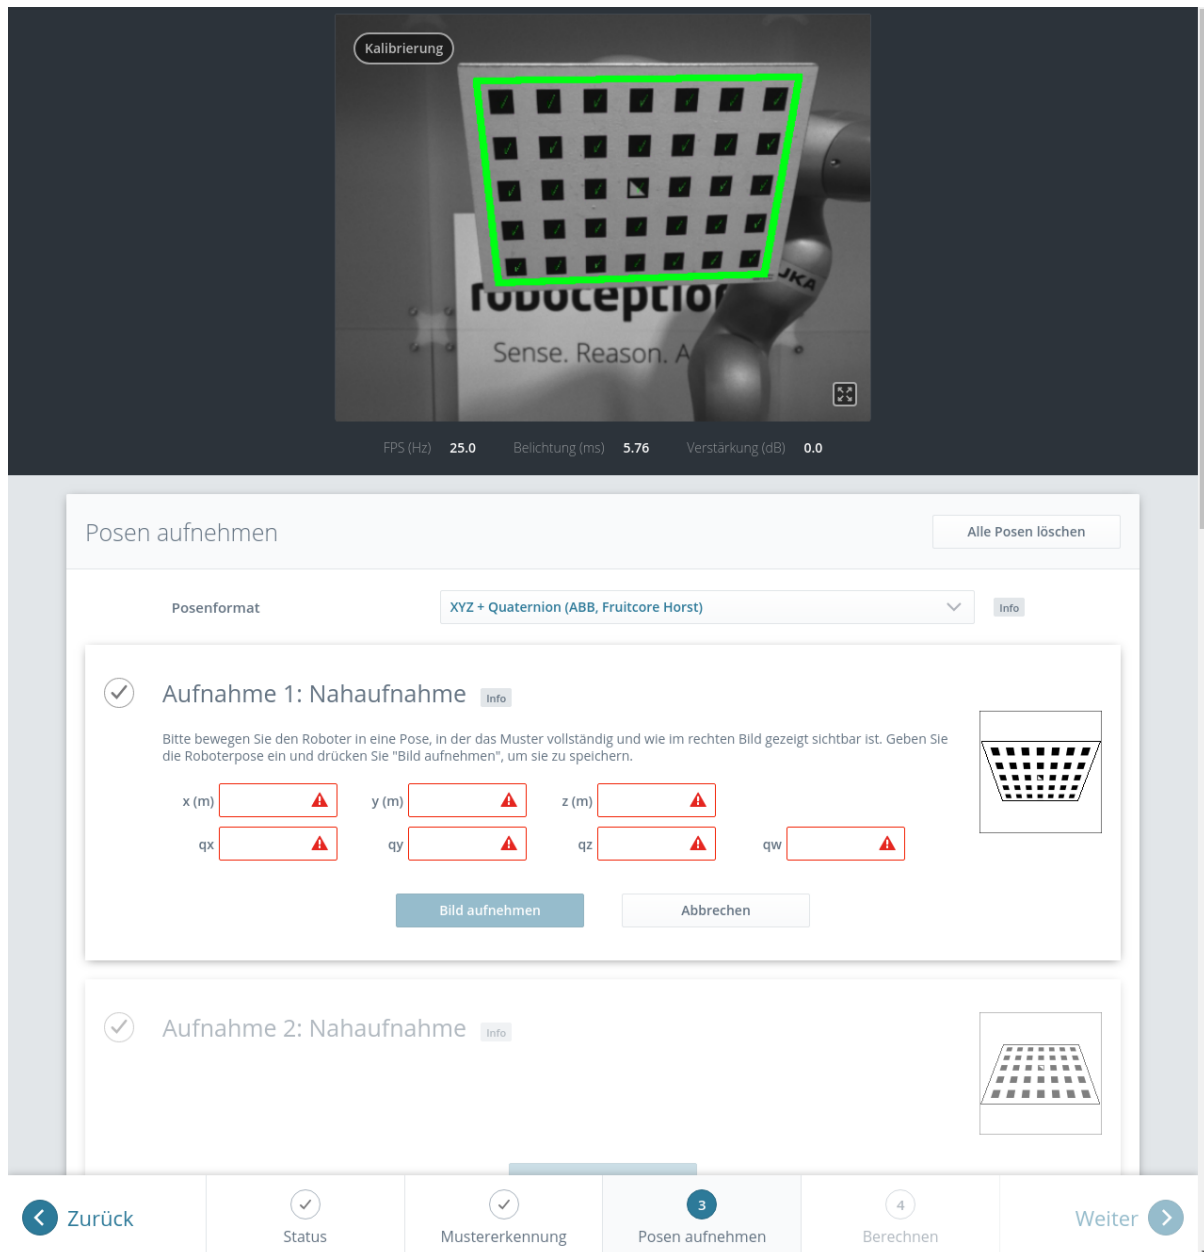 Kalibrierung
roboception
Sense. Reason. A
FPS (Hz) 25.0 Belichtung (ms) 5.76 Verstärkung (dB) 0.0
Posen aufnehmen
Alle Posen löschen
Posenformat
XYZ + Quaternion (ABB, Fruitcore Horst)
Info
Aufnahme 1: Nahaufnahme Info
Bitte bewegen Sie den Roboter in eine Pose, in der das Muster vollständig und wie im rechten Bild gezeigt sichtbar ist. Geben Sie
die Roboterpose ein und drücken Sie "Bild aufnehmen", um sie zu speichern.
x (m) y (m) z (m)
qx qy qz qw
Bild aufnehmen Abbrechen
Aufnahme 2: Nahaufnahme Info
Zurück
Status
Mustererkennung
3
Posen aufnehmen
4
Berechnen
Weiter